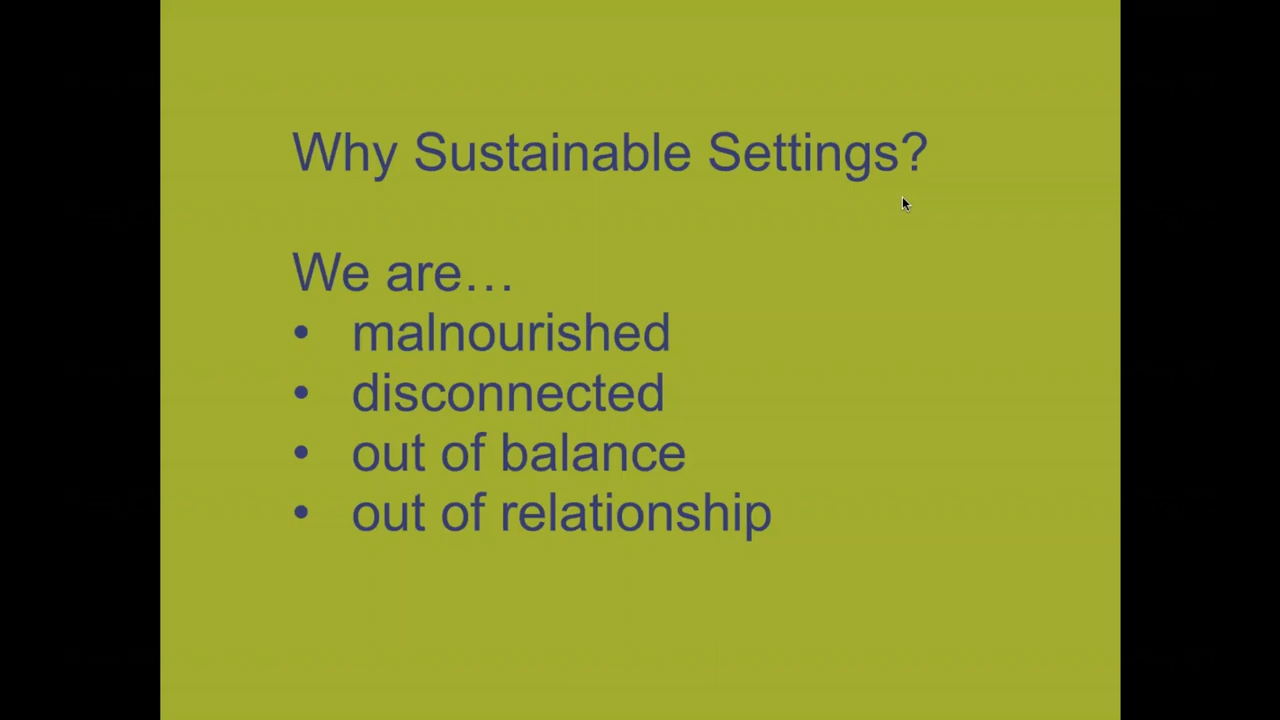 Why Sustainable Settings?
We are…
• malnourished
• disconnected
• out of balance
• out of relationship